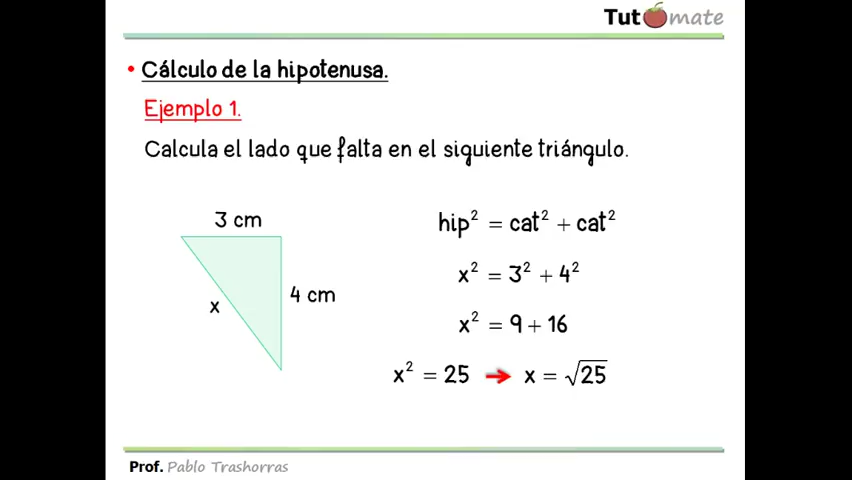 Tutomate
• Cálculo de la hipotenusa.
Ejemplo 1.
Calcula el lado que falta en el siguiente triángulo.
3 cm
4 cm
x
hip² = cat² + cat²
x² = 3² + 4²
x² = 9 + 16
x² = 25 ➔ x = √25
Prof. Pablo Trashorras